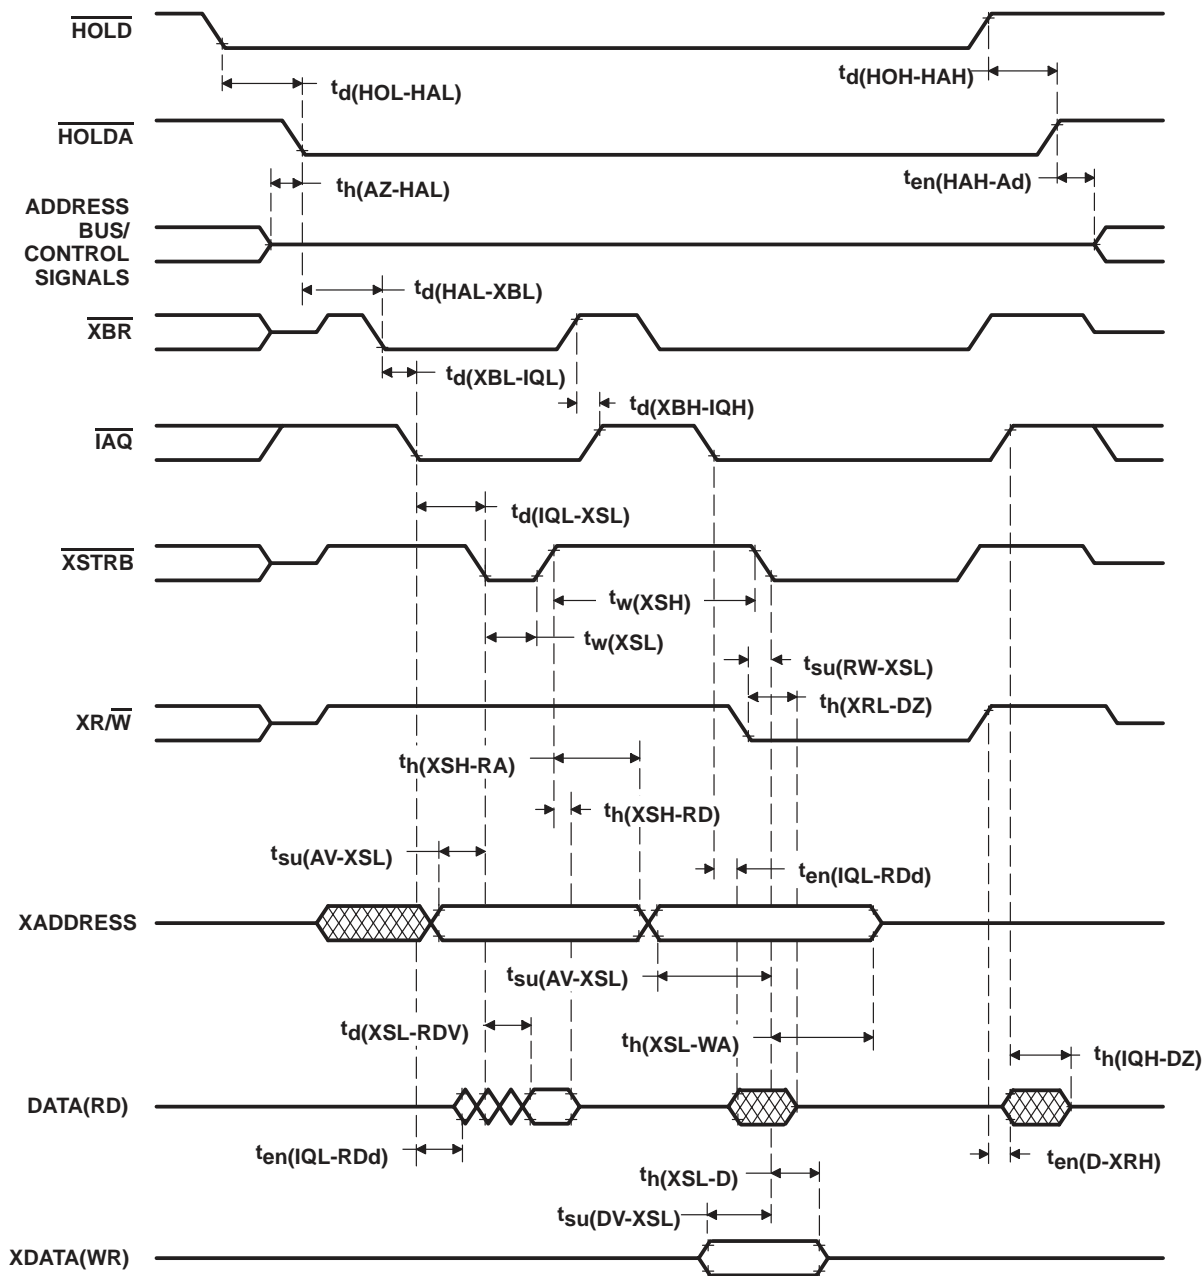 HOLD
td(HOL-HAL)
td(HOH-HAH)
HOLDA
th(AZ-HAL)
ten(HAH-Ad)
ADDRESS
BUS/
CONTROL
SIGNALS
td(HAL-XBL)
XBR
td(XBL-IQL)
td(XBH-IQH)
IAQ
td(IQL-XSL)
XSTRB
tw(XSH)
tw(XSL)
tsu(RW-XSL)
th(XRL-DZ)
XR/W
th(XSH-RA)
th(XSH-RD)
tsu(AV-XSL)
ten(IQL-RDd)
XADDRESS
tsu(AV-XSL)
td(XSL-RDV)
th(XSL-WA)
th(IQH-DZ)
DATA(RD)
ten(IQL-RDd)
ten(D-XRH)
th(XSL-D)
tsu(DV-XSL)
XDATA(WR)